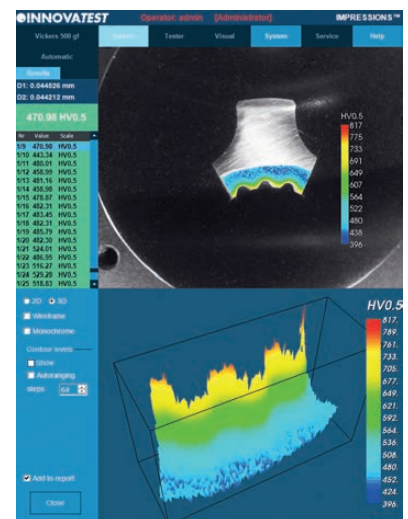 INNOVATEST Operator: admin [Administrator] IMPRESSIONS™
Vickers 500 gf Tester Visual System Service Help
Automatic
Results
D1: 0.044526 mm
D2: 0.044212 mm
470.98 HV0.5
Nr Value Scale
1/9 470.98 HV0.5
1/10 443.34 HV0.5
1/11 480.01 HV0.5
1/12 458.99 HV0.5
1/13 481.16 HV0.5
1/14 458.98 HV0.5
1/15 478.87 HV0.5
1/16 482.31 HV0.5
1/17 483.45 HV0.5
1/18 482.31 HV0.5
1/19 485.79 HV0.5
1/20 482.30 HV0.5
1/21 524.01 HV0.5
1/22 486.95 HV0.5
1/23 516.27 HV0.5
1/24 529.28 HV0.5
1/25 518.83 HV0.5
HV0.5
817
775
733
691
649
607
564
522
480
438
396
2D 3D
Wireframe
Monochrome
Contour levels
Show
Autoranging
steps: 64
Add to report
Close
HV0.5
817.
789.
761.
733.
705.
677.
649.
621.
592.
564.
536.
508.
480.
452.
424.
396.